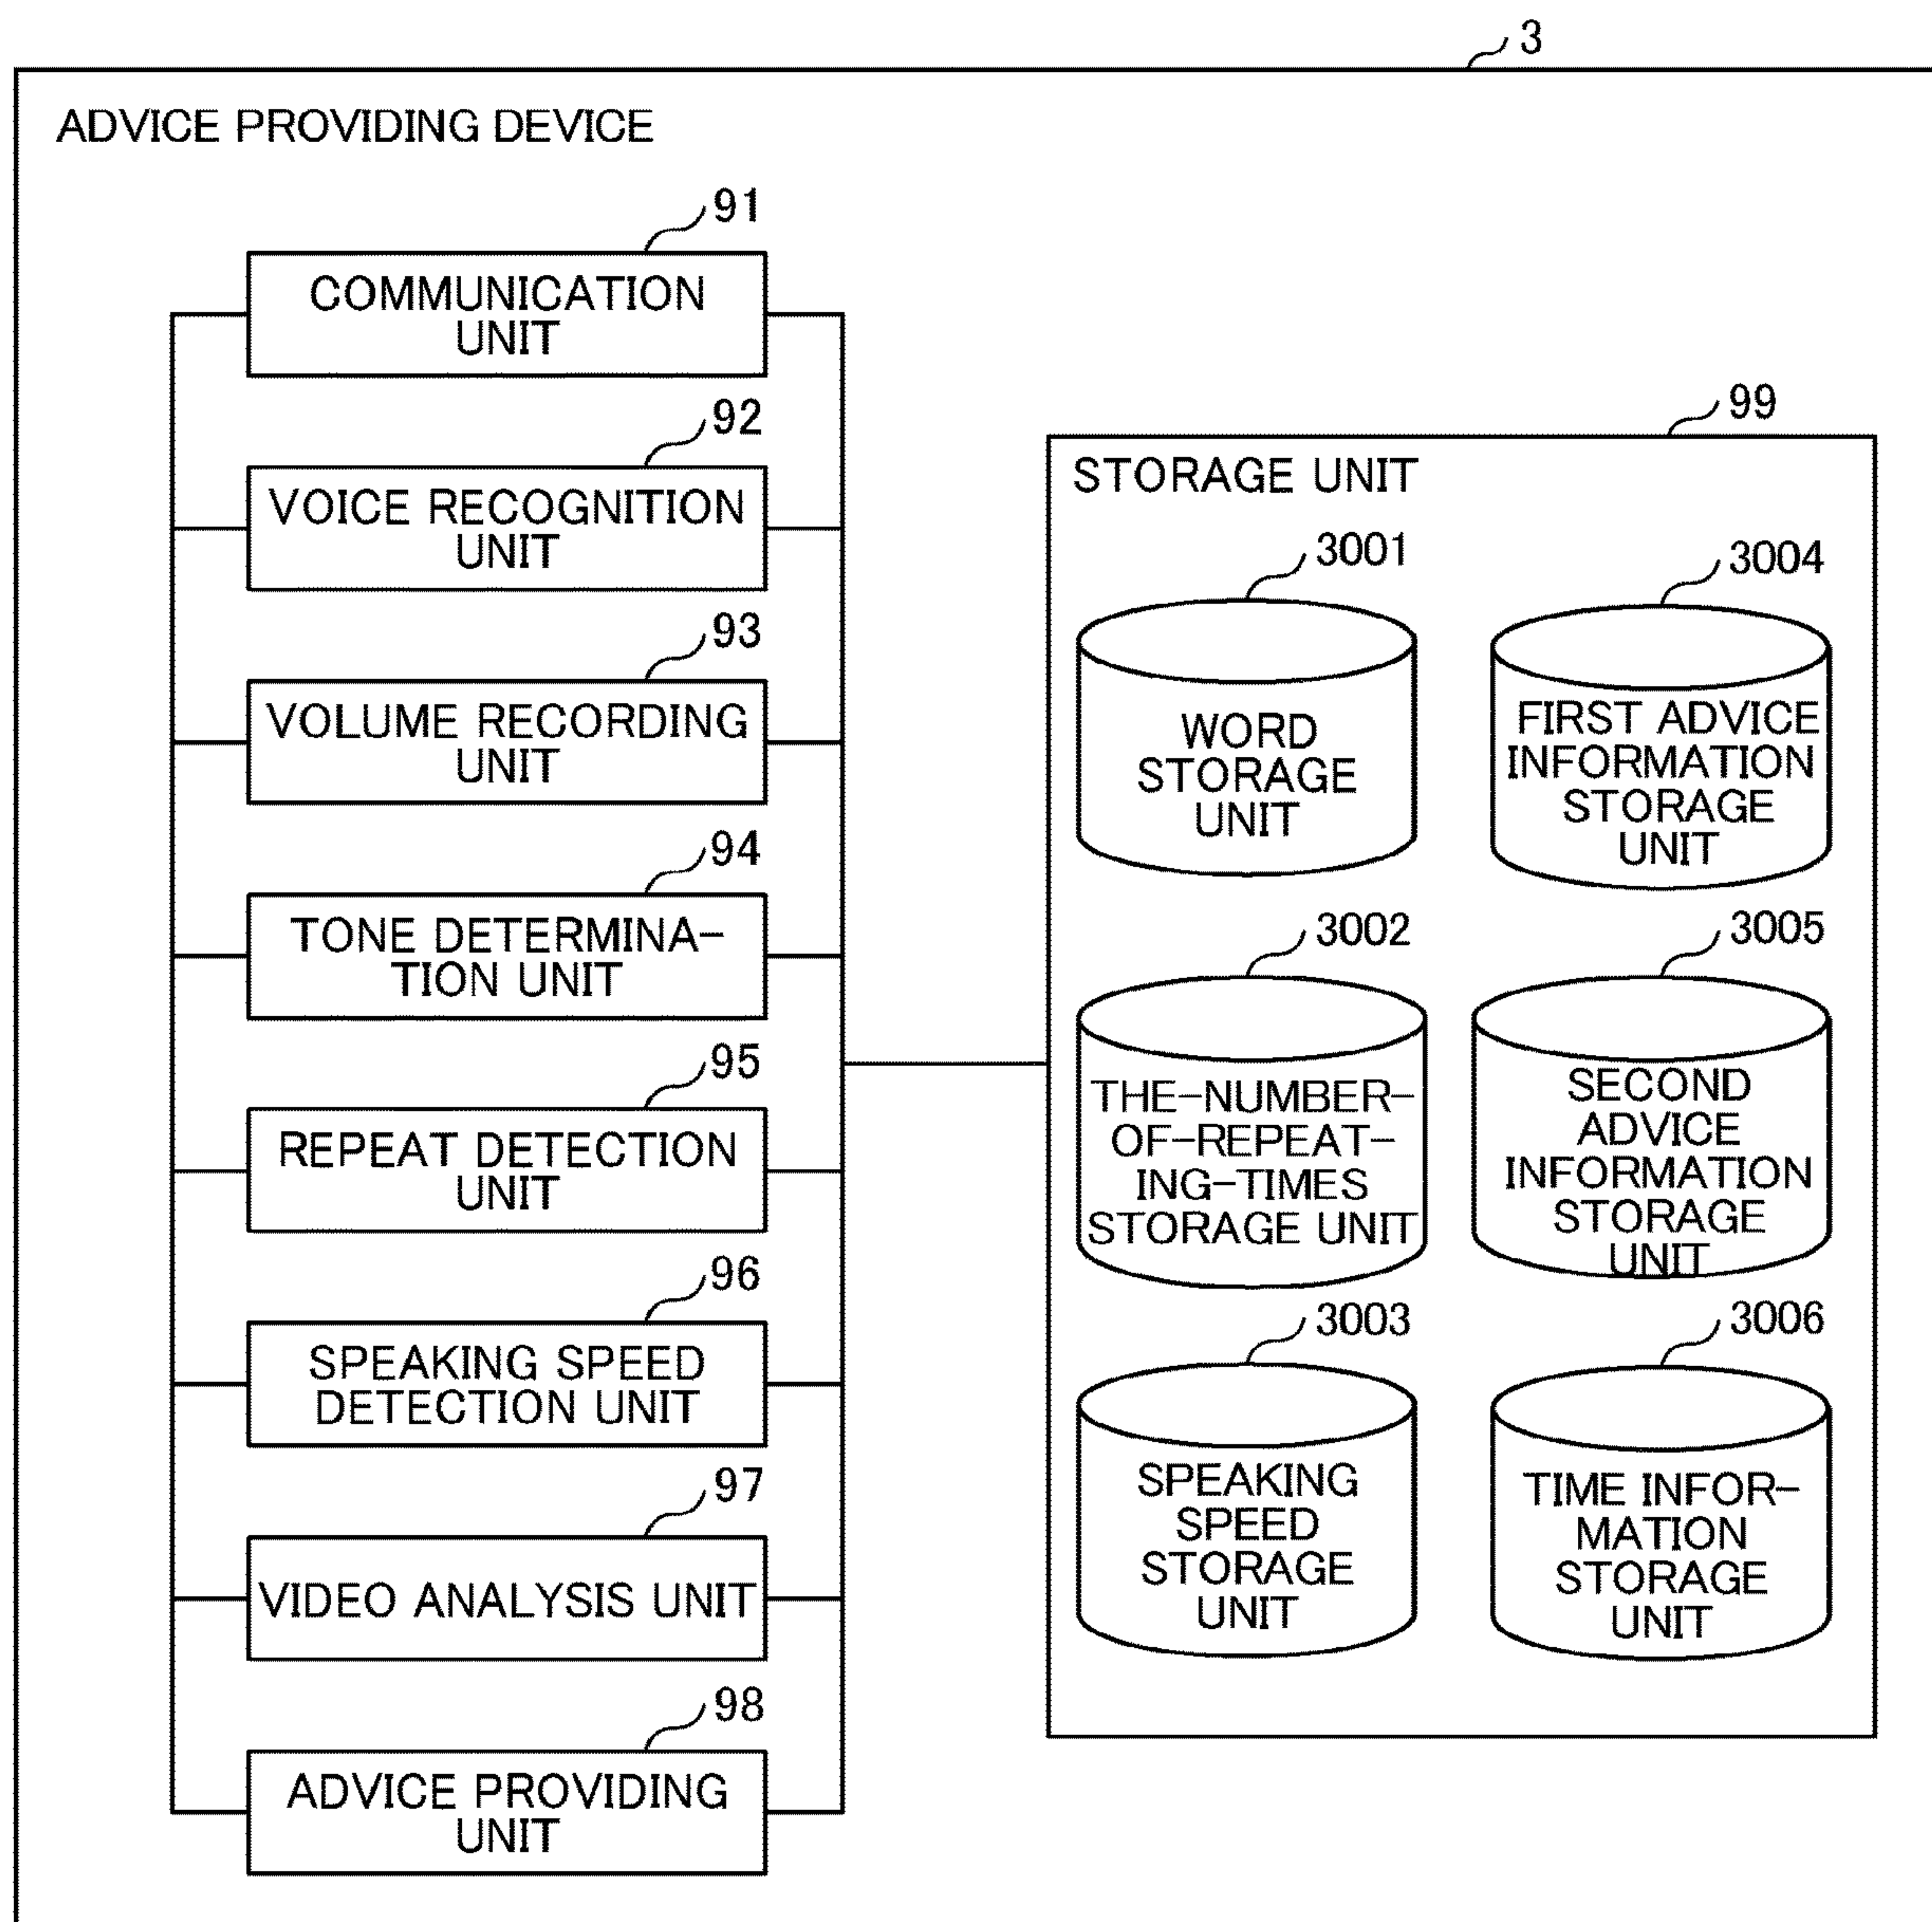 3
ADVICE PROVIDING DEVICE
91
COMMUNICATION
UNIT
92
VOICE RECOGNITION
UNIT
93
VOLUME RECORDING
UNIT
94
TONE DETERMINA-
TION UNIT
95
REPEAT DETECTION
UNIT
96
SPEAKING SPEED
DETECTION UNIT
97
VIDEO ANALYSIS UNIT
98
ADVICE PROVIDING
UNIT
99
STORAGE UNIT
3001
WORD
STORAGE
UNIT
3004
FIRST ADVICE
INFORMATION
STORAGE
UNIT
3002
THE-NUMBER-
OF-REPEAT-
ING-TIMES
STORAGE UNIT
3005
SECOND
ADVICE
INFORMATION
STORAGE
UNIT
3003
SPEAKING
SPEED
STORAGE
UNIT
3006
TIME INFOR-
MATION
STORAGE
UNIT